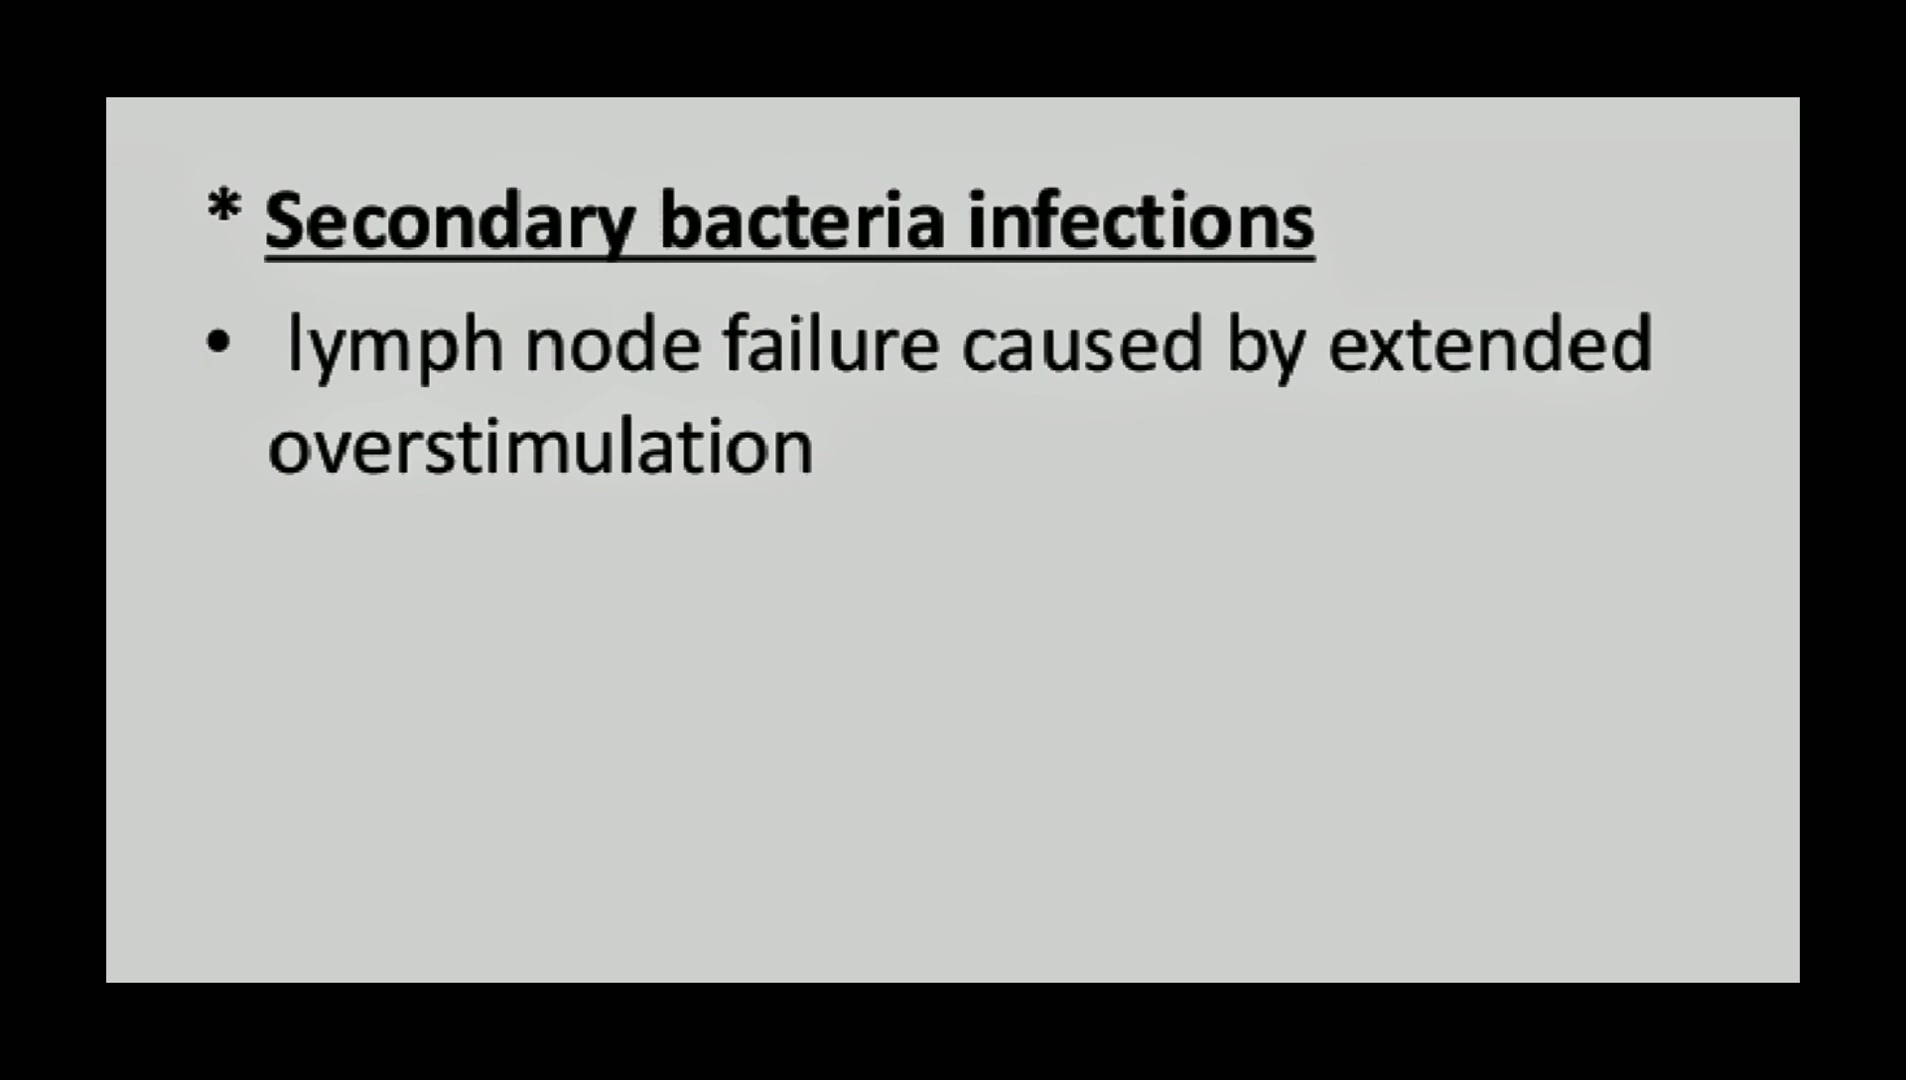 * Secondary bacteria infections
• lymph node failure caused by extended
overstimulation